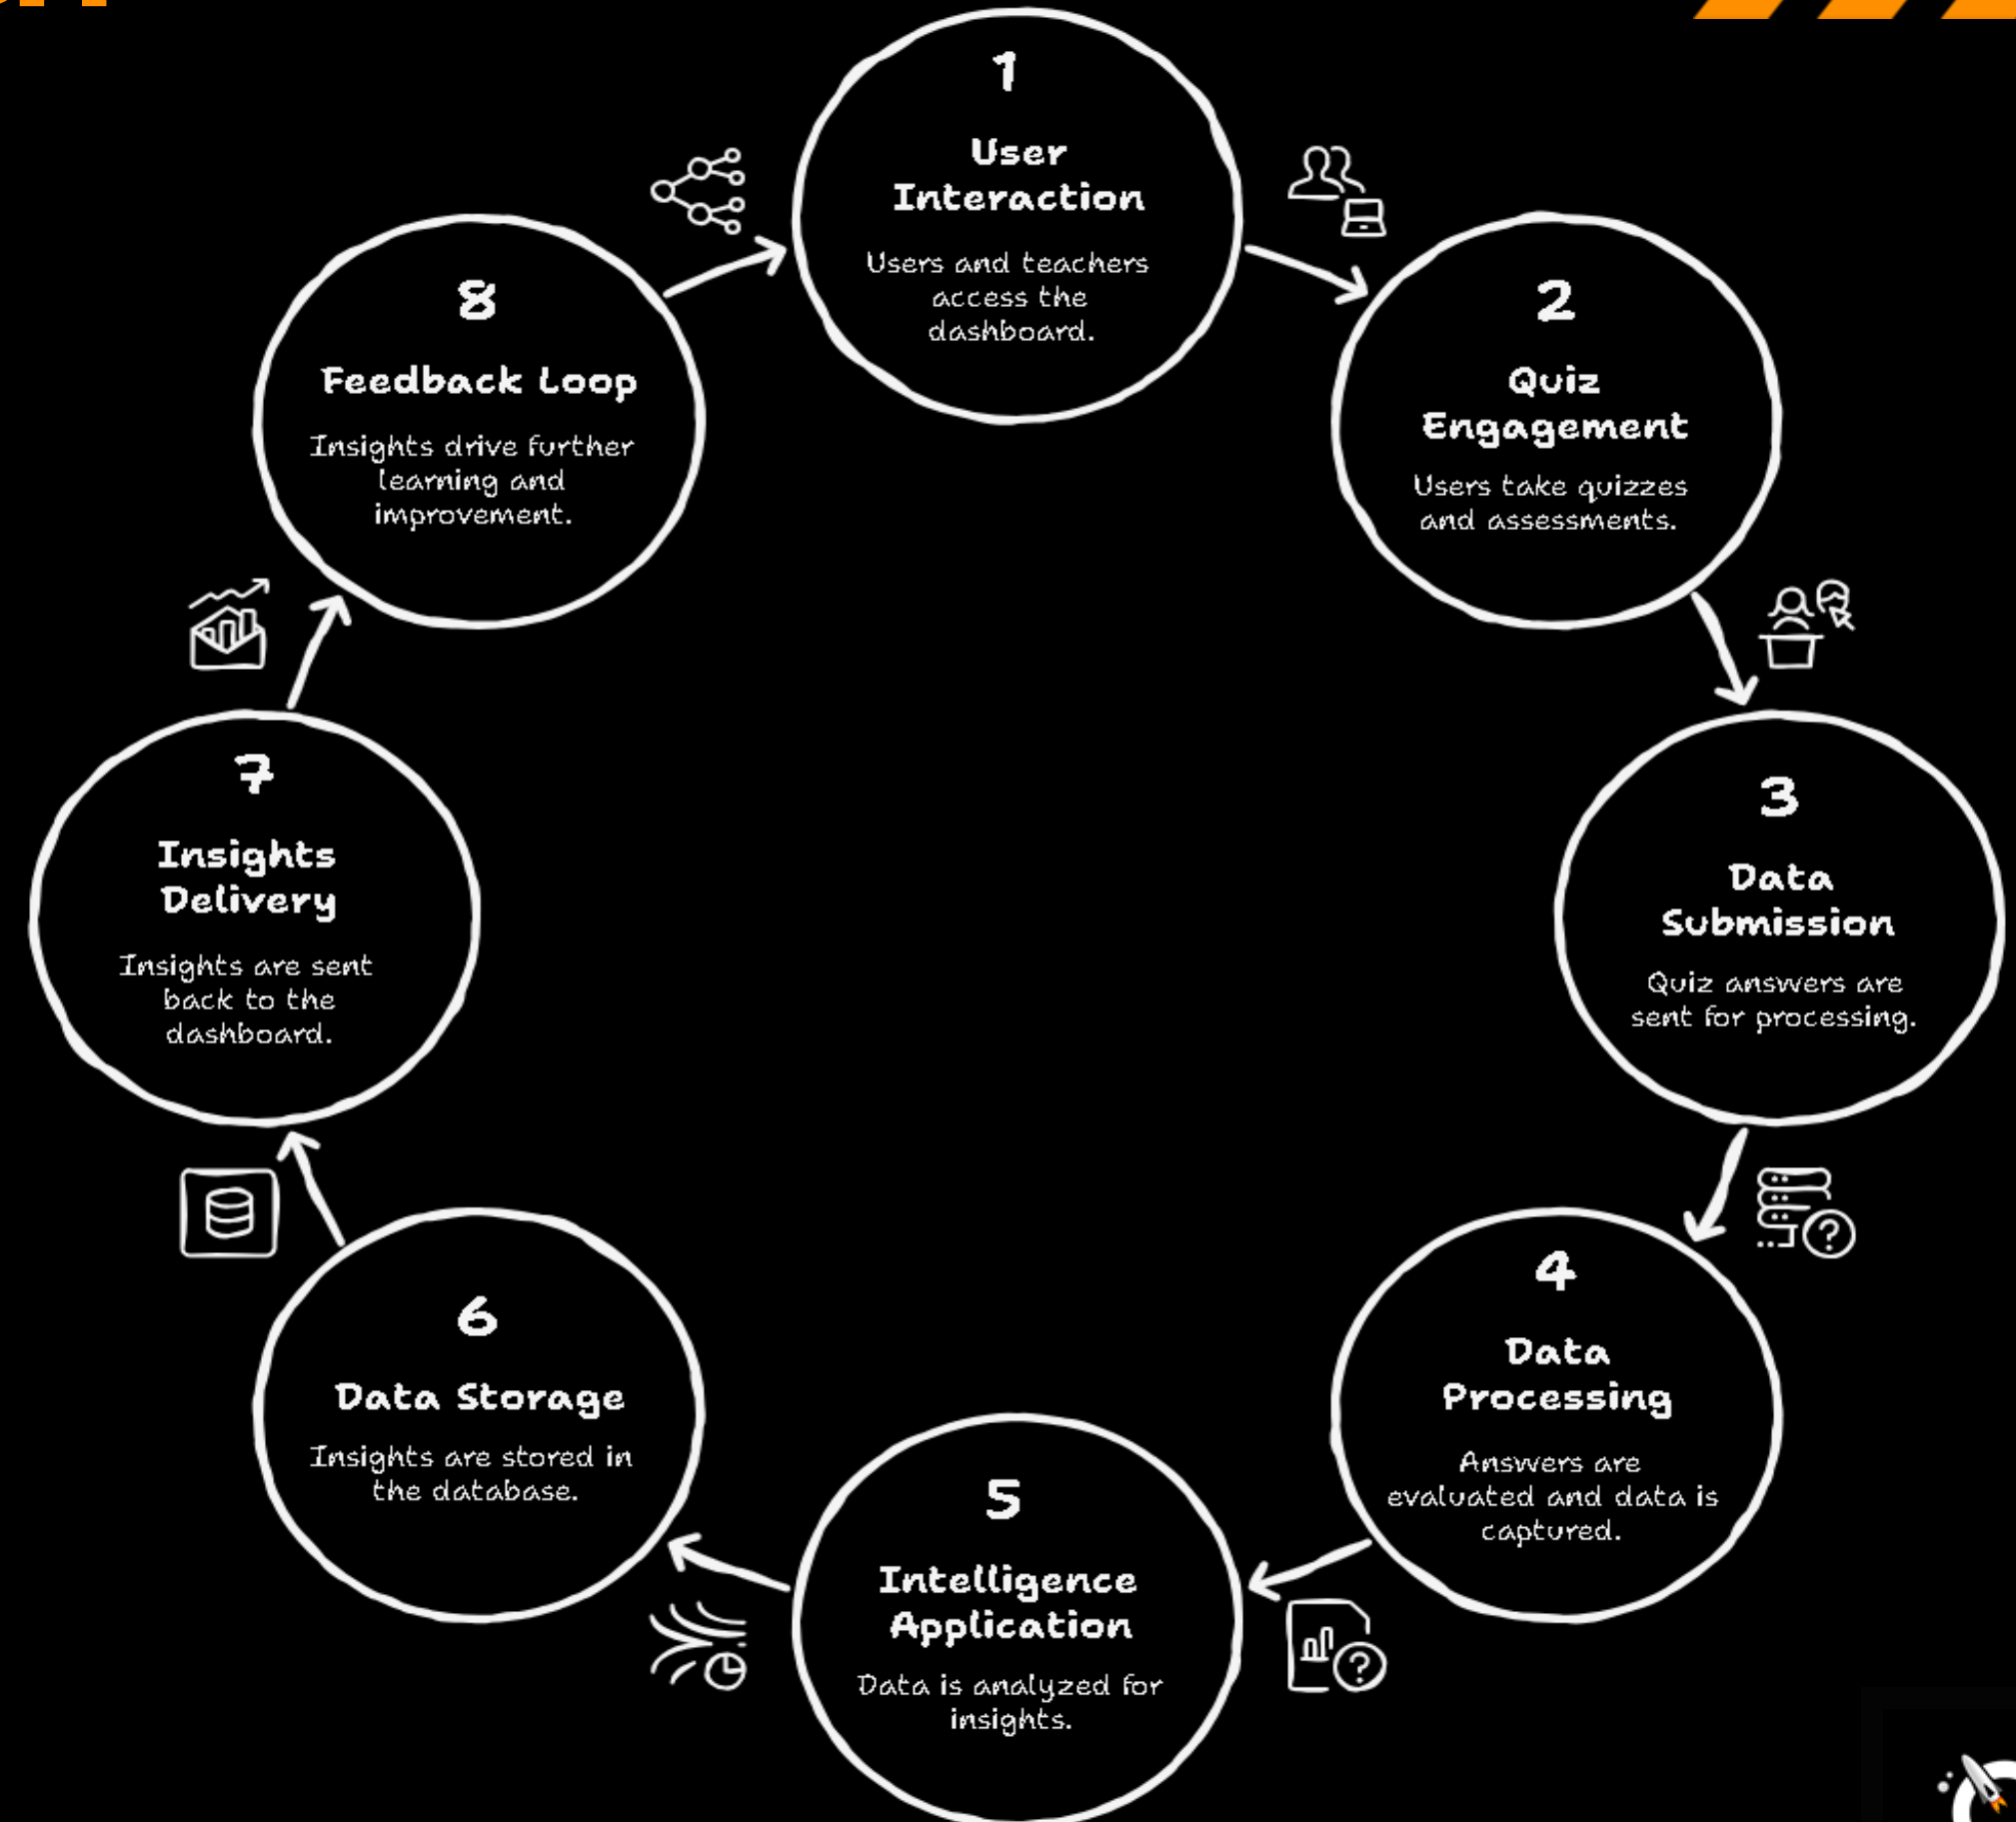 1
User
Interaction
Users and teachers
access the
dashboard.
2
Quiz
Engagement
Users take quizzes
and assessments.
3
Data
Submission
Quiz answers are
sent for processing.
4
Data
Processing
Answers are
evaluated and data is
captured.
5
Intelligence
Application
Data is analyzed for
insights.
6
Data Storage
Insights are stored in
the database.
7
Insights
Delivery
Insights are sent
back to the
dashboard.
8
Feedback Loop
Insights drive further
learning and
improvement.